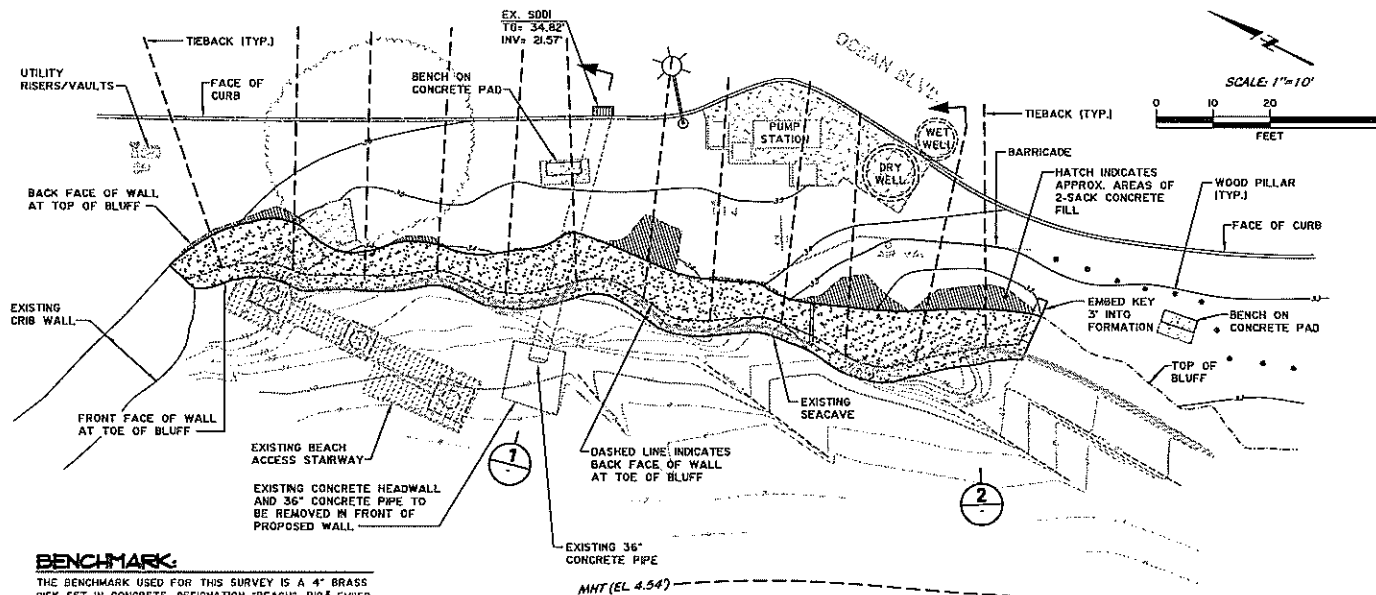 EX. SDDI
TG= 34.82'
INV= 21.57'
TIEBACK (TYP.)
UTILITY
RISERS/VAULTS
FACE OF
CURB
BENCH ON
CONCRETE PAD
OCEAN BLVD
PUMP
STATION
WET
WELL
DRY
WELL
SCALE: 1"=10'
0 10 20
FEET
TIEBACK (TYP.)
BARRICADE
HATCH INDICATES
APPROX. AREAS OF
2-SACK CONCRETE
FILL
WOOD PILLAR
(TYP.)
FACE OF CURB
BACK FACE OF WALL
AT TOP OF BLUFF
EXISTING
CRIB WALL
EMBED KEY
3' INTO
FORMATION
BENCH ON
CONCRETE PAD
TOP OF
BLUFF
FRONT FACE OF WALL
AT TOE OF BLUFF
EXISTING
SEACAVE
EXISTING BEACH
ACCESS STAIRWAY
DASHED LINE INDICATES
BACK FACE OF WALL
AT TOE OF BLUFF
1
2
EXISTING CONCRETE HEADWALL
AND 36" CONCRETE PIPE TO
BE REMOVED IN FRONT OF
PROPOSED WALL
EXISTING 36"
CONCRETE PIPE
MHT (EL 4.54')
BENCHMARK:
THE BENCHMARK USED FOR THIS SURVEY IS A 4" BRASS